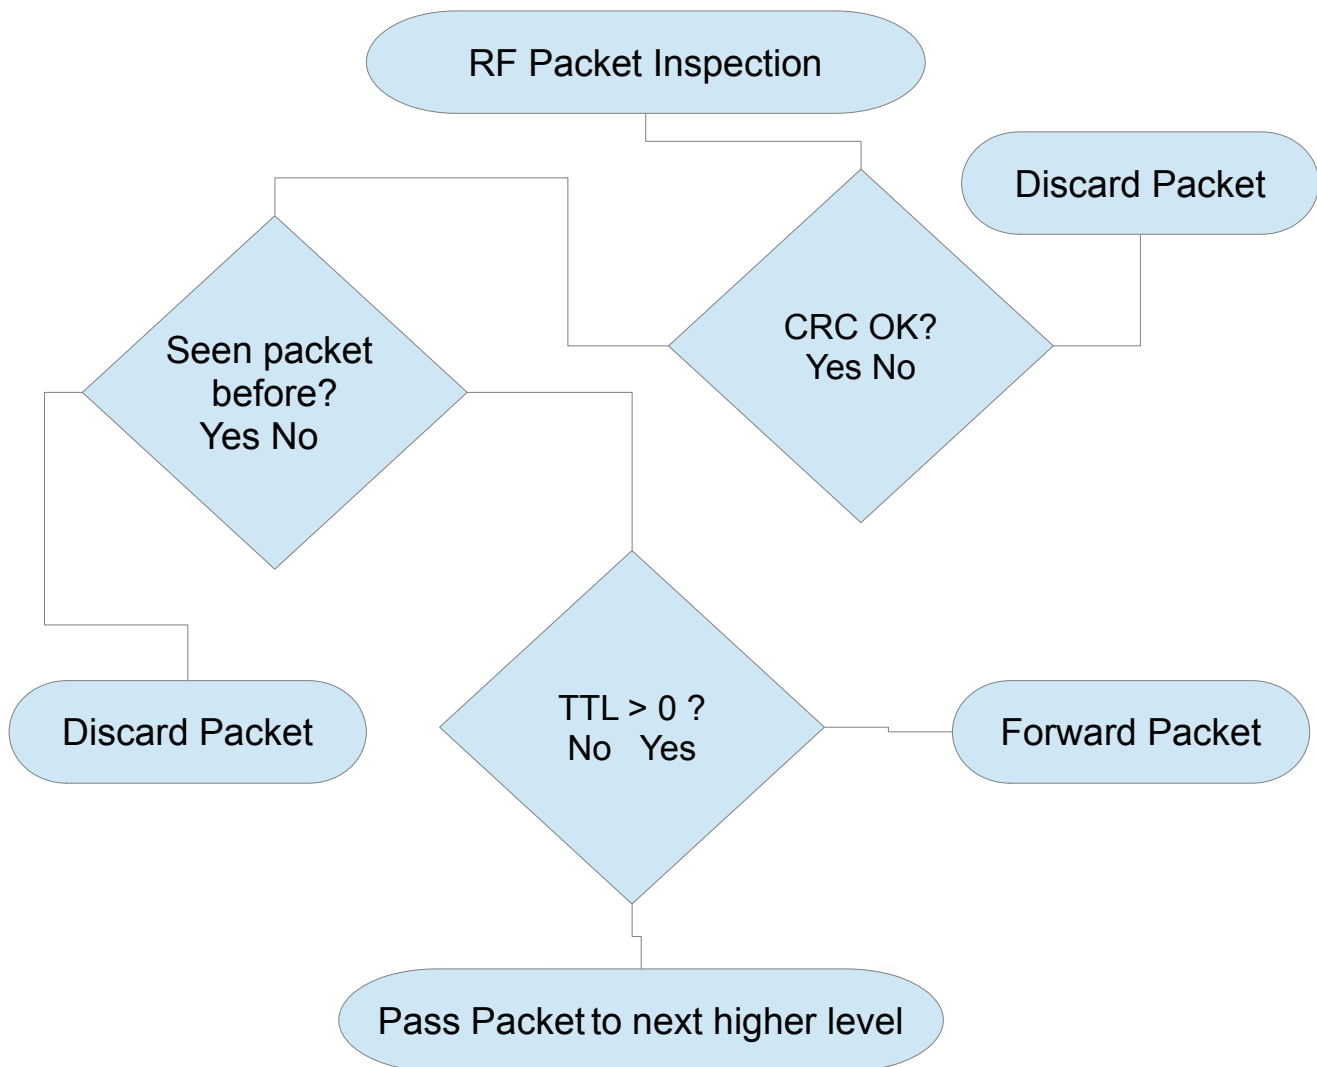 RF Packet Inspection
Discard Packet
CRC OK?
Yes No
Seen packet
before?
Yes No
TTL > 0 ?
No Yes
Discard Packet
Forward Packet
Pass Packet to next higher level